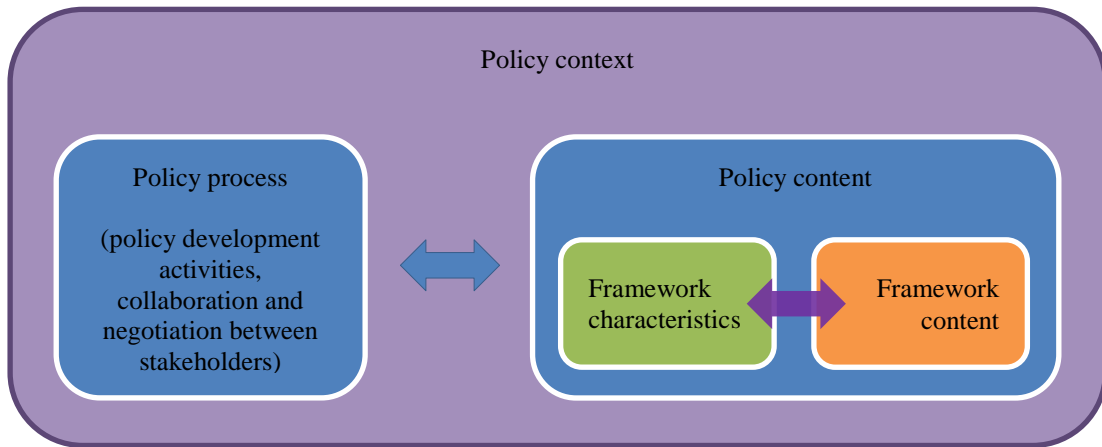 Policy context
Policy process
(policy development
activities,
collaboration and
negotiation between
stakeholders)
Policy content
Framework
characteristics
Framework
content